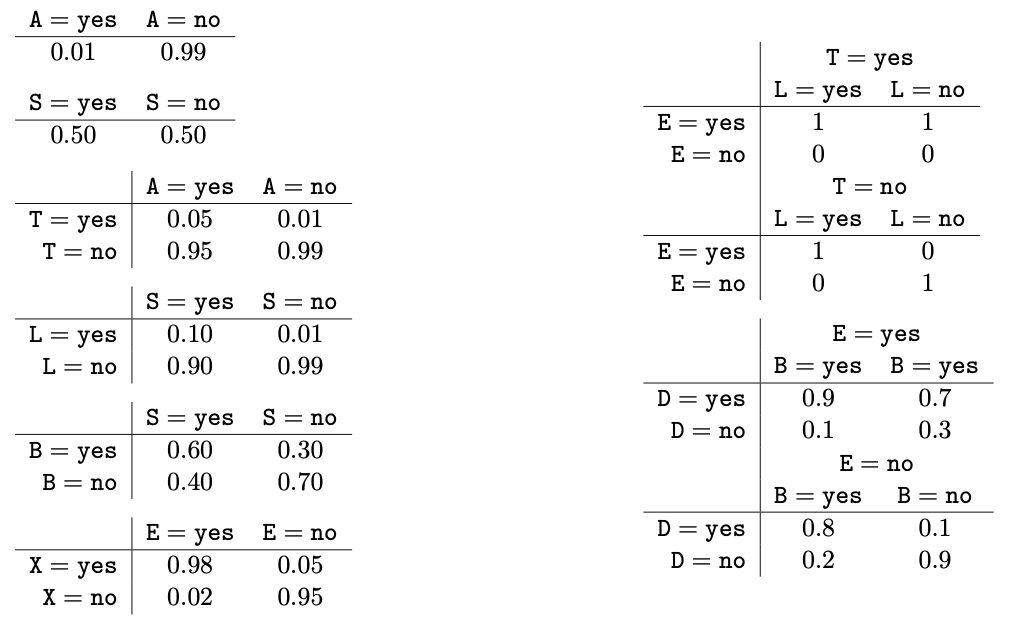 A = yes A = no
0.01 0.99
S = yes S = no
0.50 0.50
A = yes A = no
T = yes 0.05 0.01
T = no 0.95 0.99
S = yes S = no
L = yes 0.10 0.01
L = no 0.90 0.99
S = yes S = no
B = yes 0.60 0.30
B = no 0.40 0.70
E = yes E = no
X = yes 0.98 0.05
X = no 0.02 0.95
T = yes
L = yes L = no
E = yes 1 1
E = no 0 0
T = no
L = yes L = no
E = yes 1 0
E = no 0 1
E = yes
B = yes B = yes
D = yes 0.9 0.7
D = no 0.1 0.3
E = no
B = yes B = no
D = yes 0.8 0.1
D = no 0.2 0.9